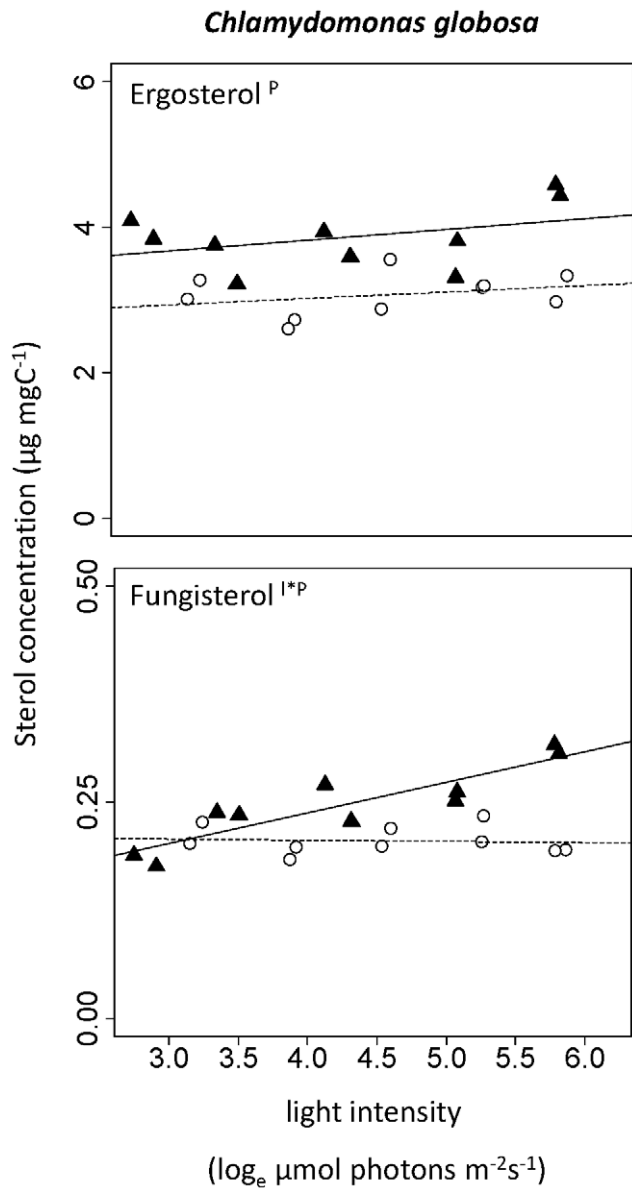 Chlamydomonas globosa
Ergosterol ᴾ
6
4
2
0
Sterol concentration (µg mgC⁻¹)
Fungisterol ᴵ*ᴾ
0.50
0.25
0.00
3.0 3.5 4.0 4.5 5.0 5.5 6.0
light intensity
(logₑ µmol photons m⁻²s⁻¹)